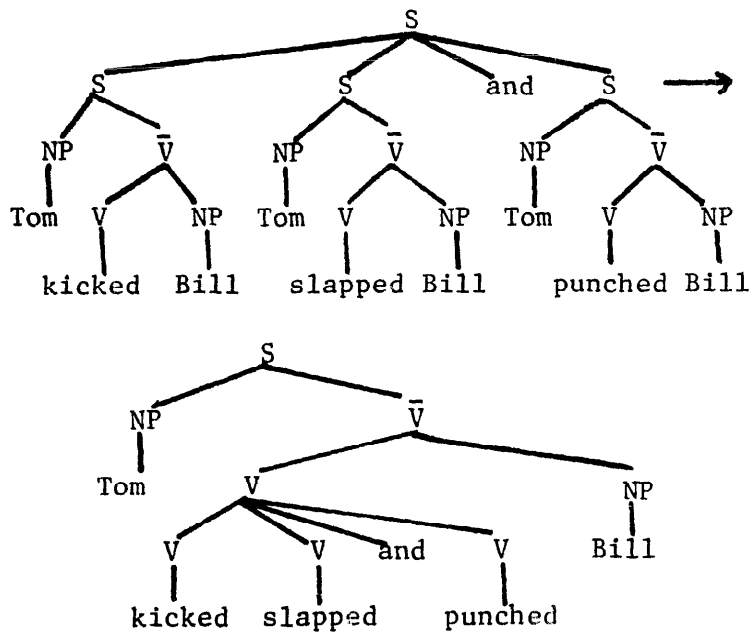 S
S S and S
NP V̄ NP V̄ NP V̄
Tom V NP Tom V NP Tom V NP
kicked Bill slapped Bill punched Bill
S
NP V̄
Tom V NP
V V and V Bill
kicked slapped punched